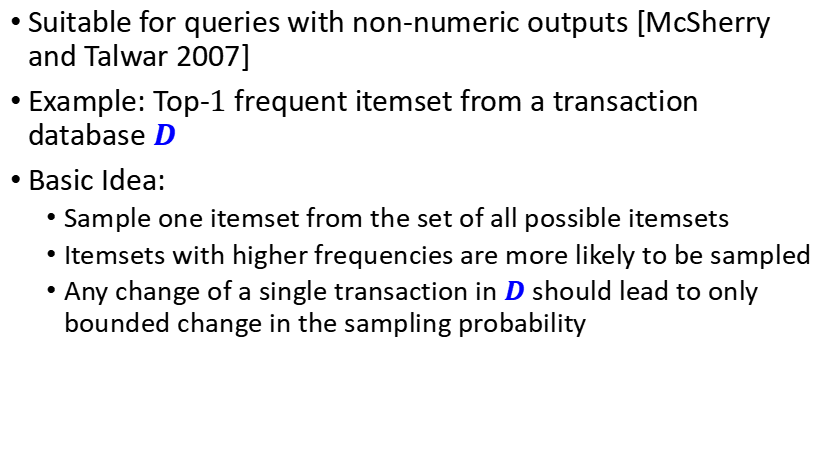 • Suitable for queries with non-numeric outputs [McSherry
and Talwar 2007]
• Example: Top-1 frequent itemset from a transaction
database D
• Basic Idea:
• Sample one itemset from the set of all possible itemsets
• Itemsets with higher frequencies are more likely to be sampled
• Any change of a single transaction in D should lead to only
bounded change in the sampling probability